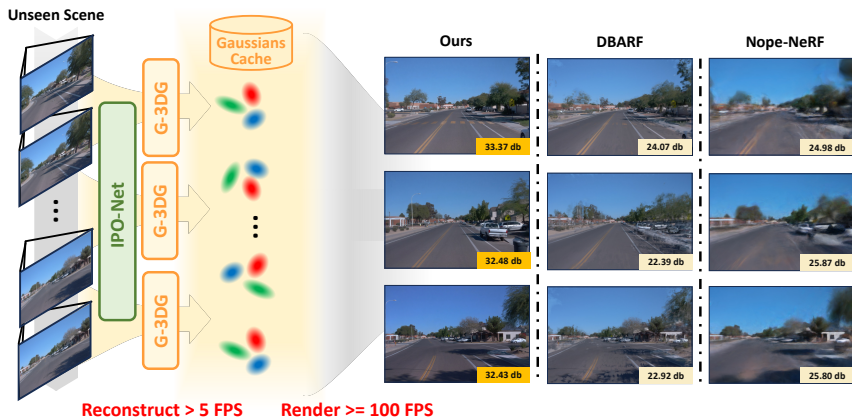 Unseen Scene
Gaussians
Cache
Ours
DBARF
Nope-NeRF
G-3DG
IPO-Net
G-3DG
G-3DG
...
...
33.37 db
24.07 db
24.98 db
32.48 db
22.39 db
25.87 db
32.43 db
22.92 db
25.80 db
Reconstruct > 5 FPS
Render >= 100 FPS